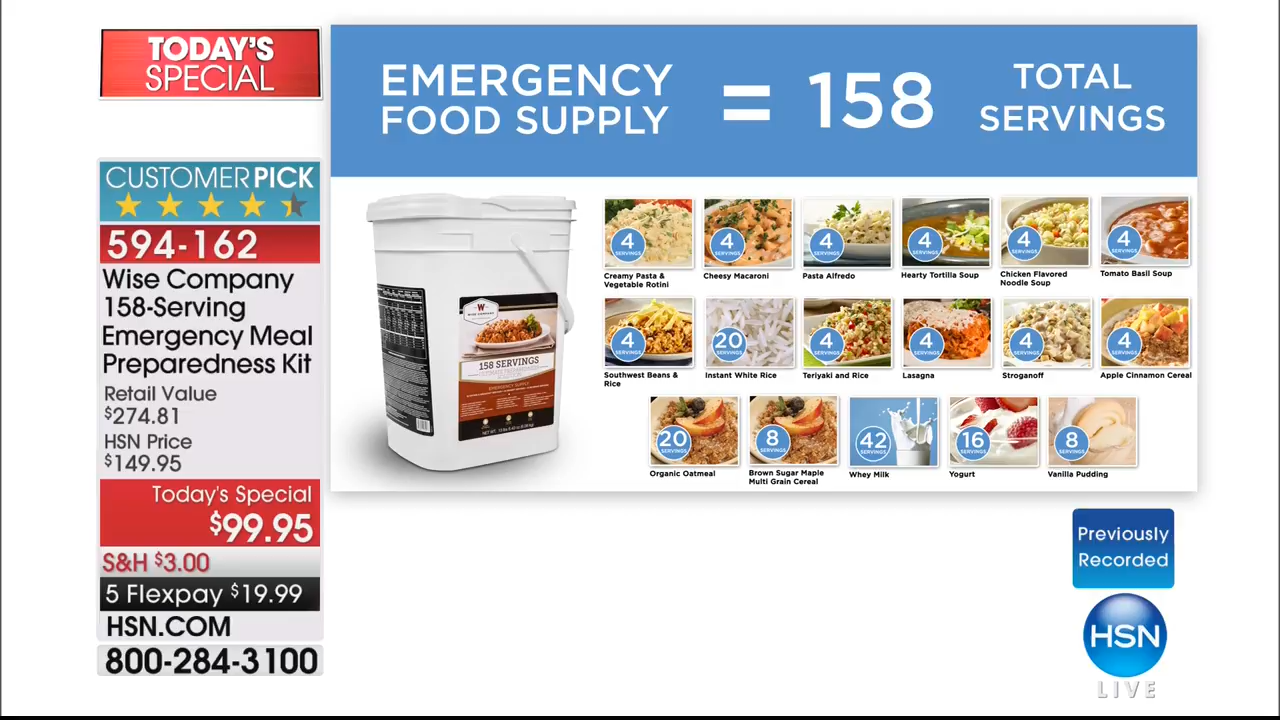 TODAY'S
SPECIAL
CUSTOMER PICK
594-162
Wise Company
158-Serving
Emergency Meal
Preparedness Kit
Retail Value
$274.81
HSN Price
$149.95
Today's Special
$99.95
S&H $3.00
5 Flexpay $19.99
HSN.COM
800-284-3100
EMERGENCY
FOOD SUPPLY
=
158
TOTAL
SERVINGS
W
WISE COMPANY
158 SERVINGS
EMERGENCY SUPPLY
4
SERVINGS
Creamy Pasta &
Vegetable Rotini
4
SERVINGS
Cheesy Macaroni
4
SERVINGS
Pasta Alfredo
4
SERVINGS
Hearty Tortilla Soup
4
SERVINGS
Chicken Flavored
Noodle Soup
4
SERVINGS
Tomato Basil Soup
4
SERVINGS
Southwest Beans &
Rice
20
SERVINGS
Instant White Rice
4
SERVINGS
Teriyaki and Rice
4
SERVINGS
Lasagna
4
SERVINGS
Stroganoff
4
SERVINGS
Apple Cinnamon Cereal
20
SERVINGS
Organic Oatmeal
8
SERVINGS
Brown Sugar Maple
Multi Grain Cereal
42
SERVINGS
Whey Milk
16
SERVINGS
Yogurt
8
SERVINGS
Vanilla Pudding
Previously
Recorded
HSN
LIVE